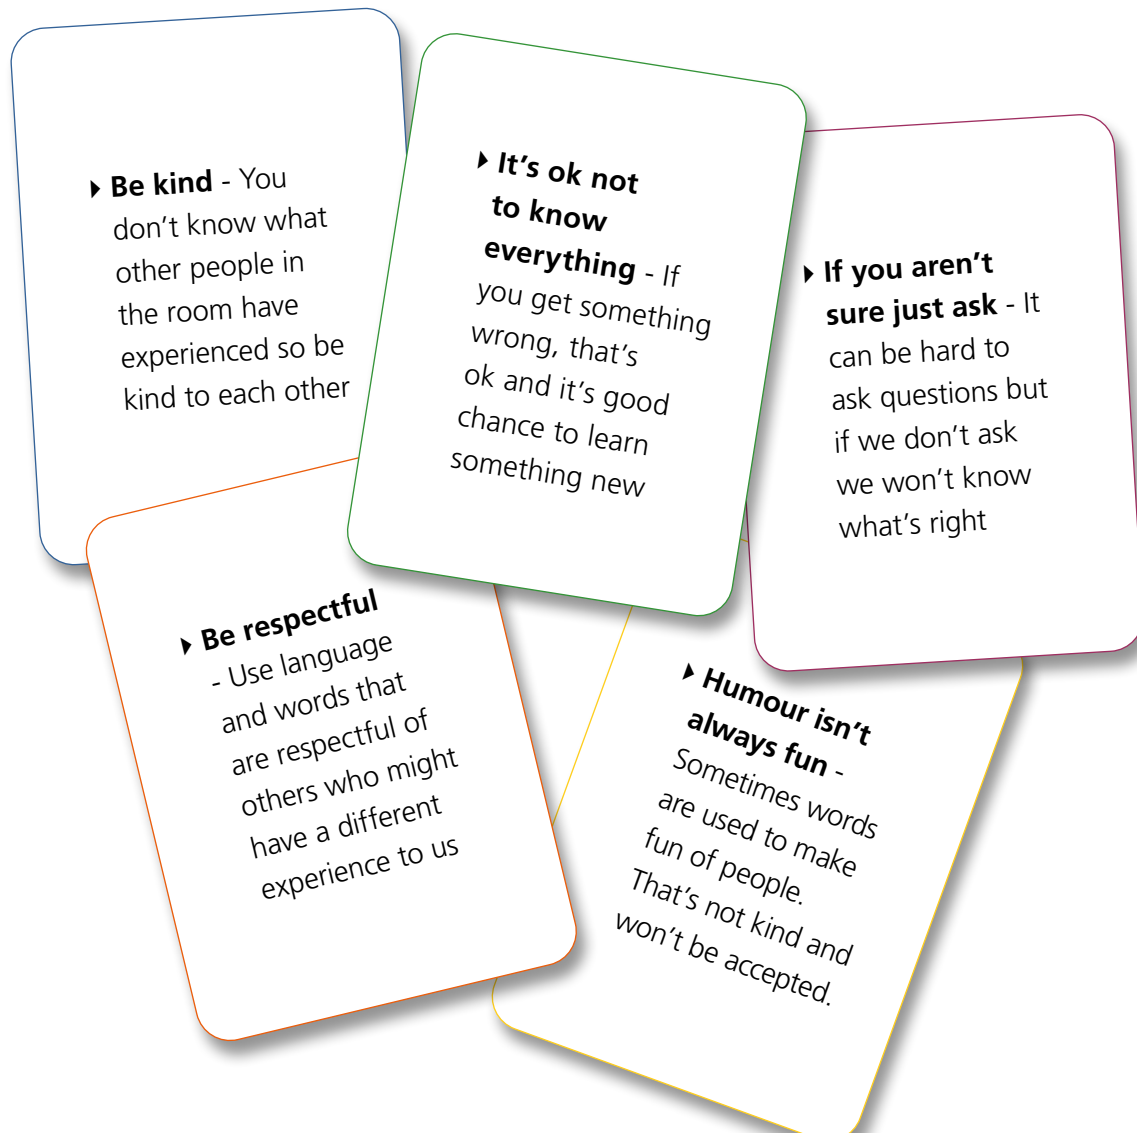 Be kind - You
don't know what
other people in
the room have
experienced so be
kind to each other
It's ok not
to know
everything - If
you get something
wrong, that's
ok and it's good
chance to learn
something new
If you aren't
sure just ask - It
can be hard to
ask questions but
if we don't ask
we won't know
what's right
Be respectful
- Use language
and words that
are respectful of
others who might
have a different
experience to us
Humour isn't
always fun -
Sometimes words
are used to make
fun of people.
That's not kind and
won't be accepted.